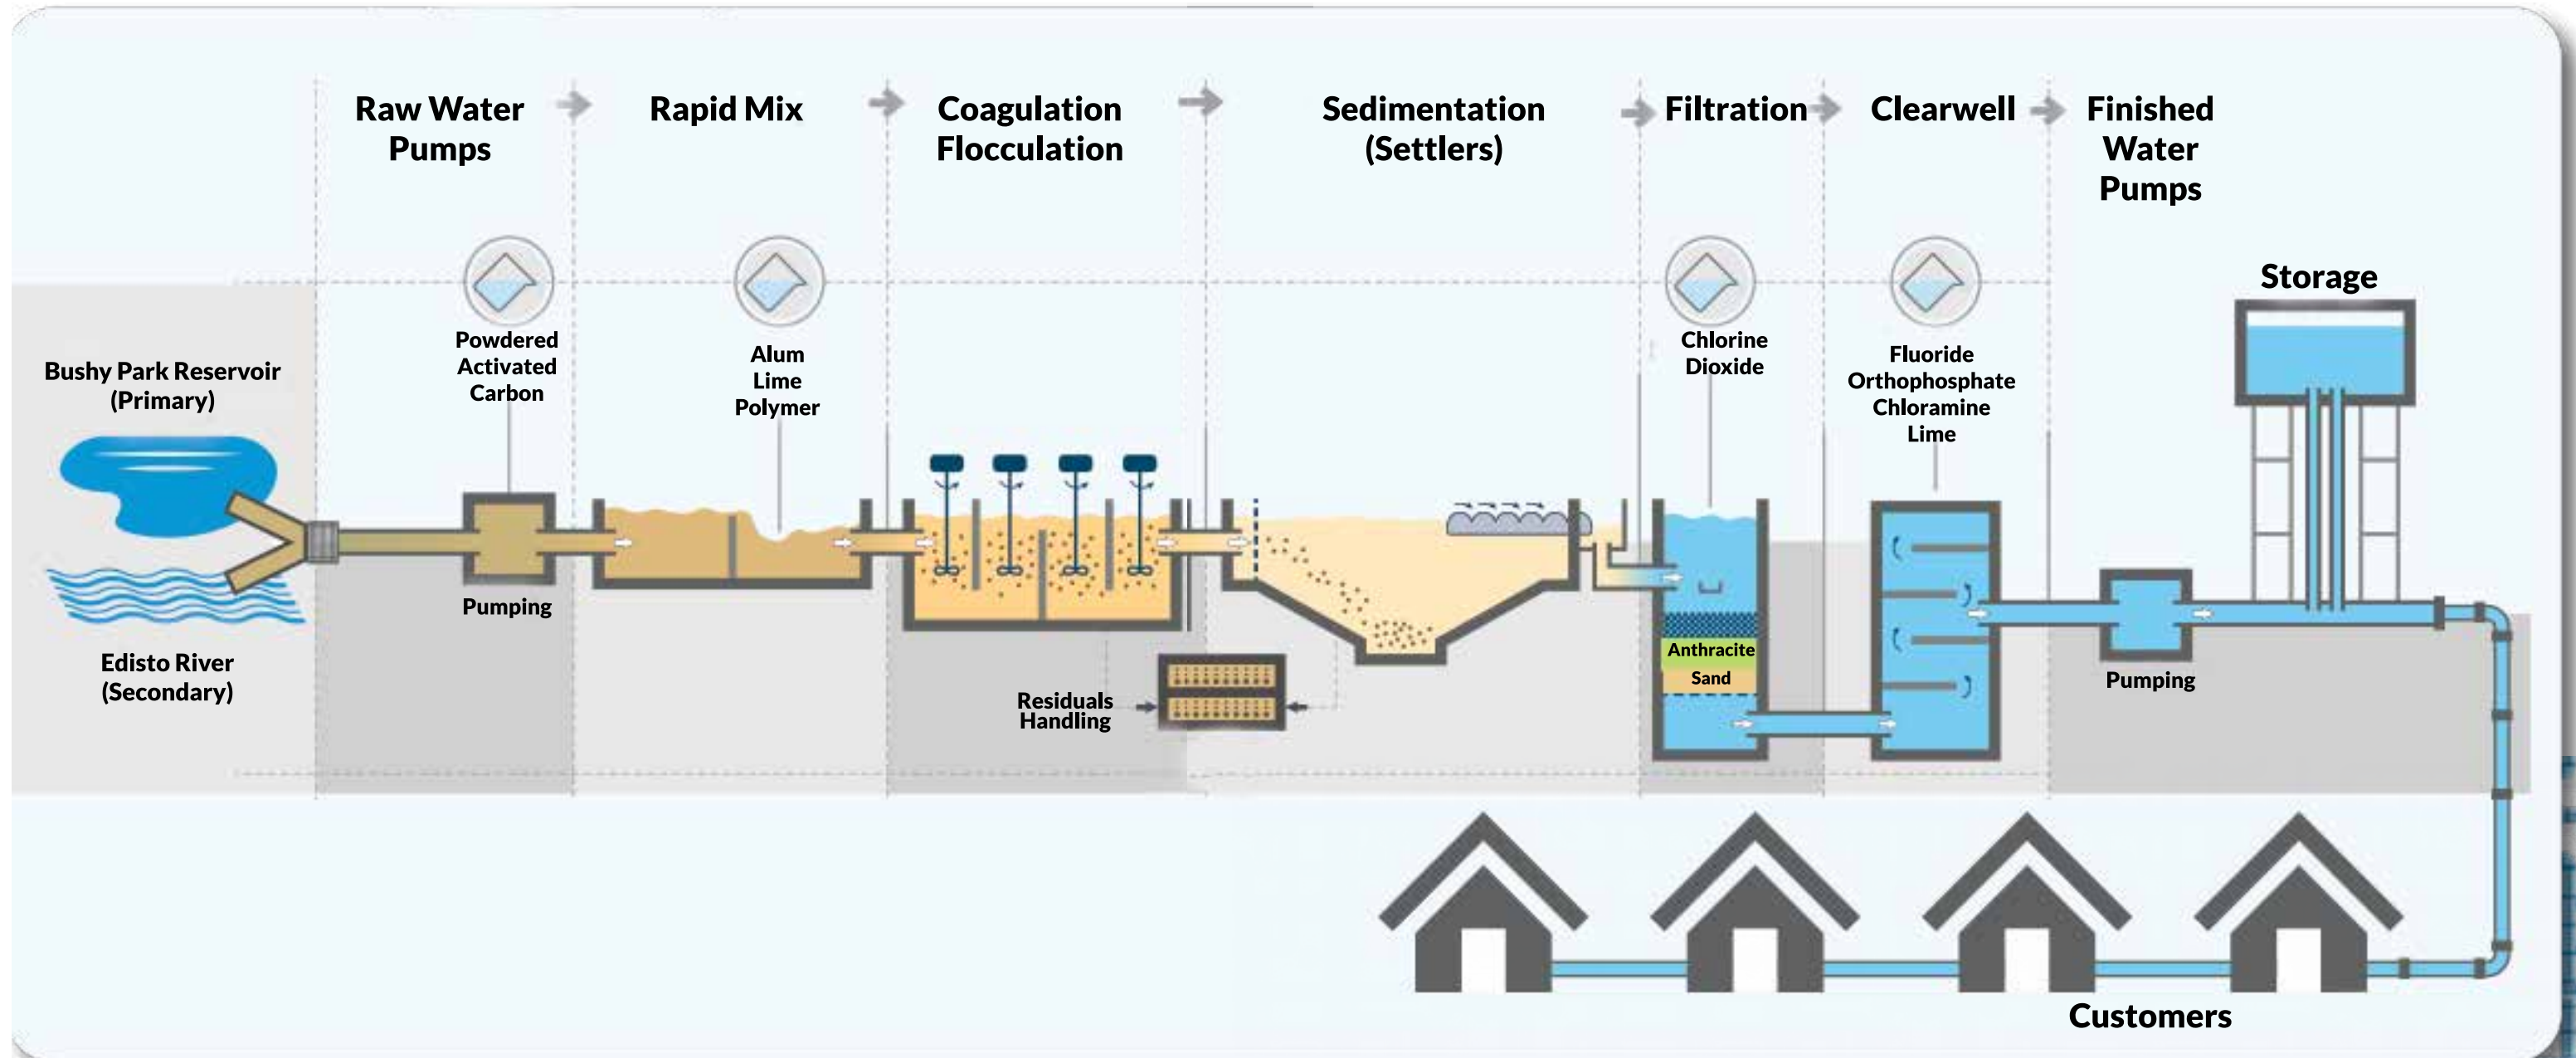 Raw Water
Pumps
Rapid Mix
Coagulation
Flocculation
Sedimentation
(Settlers)
Filtration
Clearwell
Finished
Water
Pumps
Storage
Powdered
Activated
Carbon
Alum
Lime
Polymer
Chlorine
Dioxide
Fluoride
Orthophosphate
Chloramine
Lime
Bushy Park Reservoir
(Primary)
Pumping
Edisto River
(Secondary)
Residuals
Handling
Anthracite
Sand
Pumping
Customers